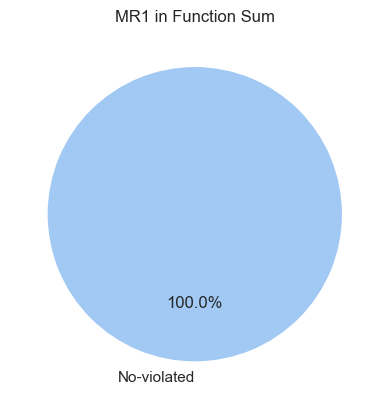 MR1 in Function Sum
100.0%
No-violated